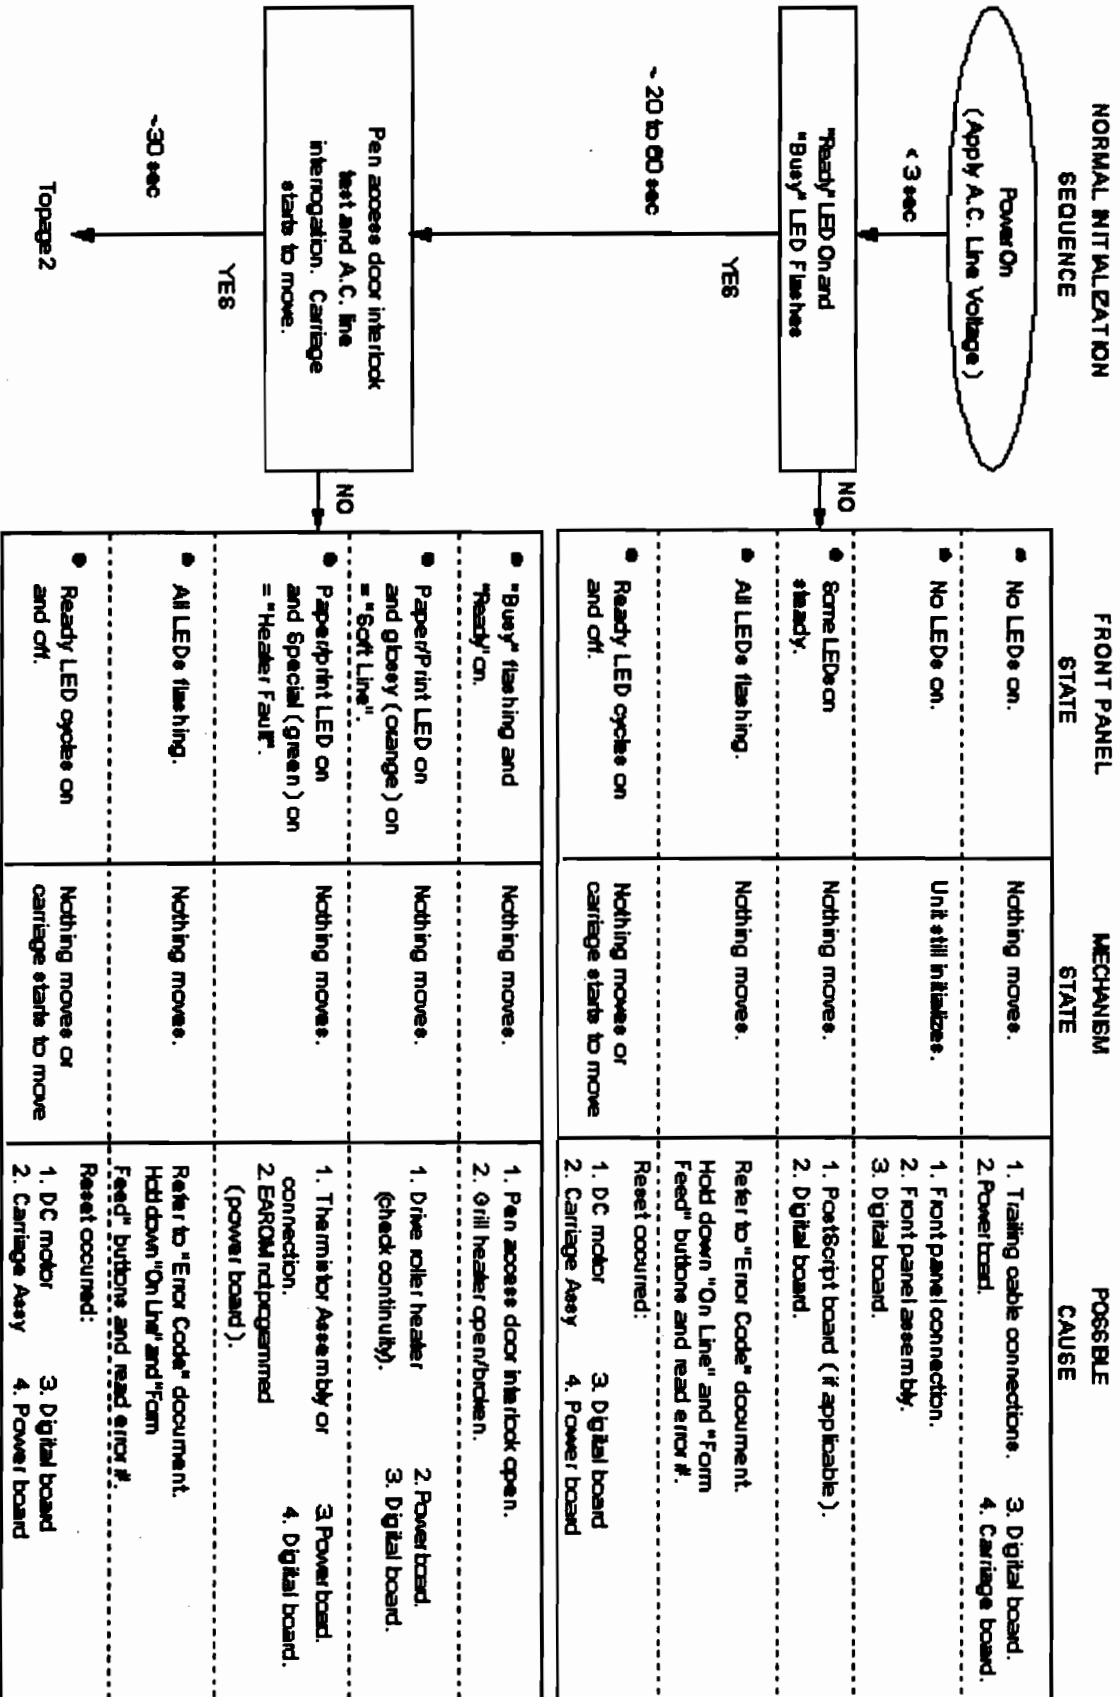 NORMAL INITIALIZATION
SEQUENCE
FRONT PANEL
STATE
MECHANISM
STATE
POSSIBLE
CAUSE
Power On
(Apply A.C. Line Voltage)
< 3 sec
"Ready" LED On and
"Busy" LED Flashes
NO
YES
~ 20 to 60 sec
Pen access door interlock
test and A.C. line
interrogation. Carriage
starts to move.
NO
YES
~30 sec
To page 2
• No LEDs on.
Nothing moves.
1. Trailing cable connections.
2. Power board.
3. Digital board.
4. Carriage board.
• No LEDs on.
Unit still initializes.
1. Front panel connection.
2. Front panel assembly.
3. Digital board.
• Some LEDs on
steady.
Nothing moves.
1. PostScript board (if applicable).
2. Digital board.
• All LEDs flashing.
Nothing moves.
Refer to "Error Code" document.
Hold down "On Line" and "Form
Feed" buttons and read error #.
• Ready LED cycles on
and off.
Nothing moves or
carriage starts to move
Reset occurred:
1. DC motor
2. Carriage Assy
3. Digital board
4. Power board
• "Busy" flashing and
"Ready" on.
Nothing moves.
1. Pen access door interlock open.
2. Grill heater open/broken.
• Paper/Print LED on
and glossy (orange) on
= "Soft Line".
Nothing moves.
1. Drive roller heater
(check continuity).
2. Power board.
3. Digital board.
• Paper/print LED on
and Special (green) on
= "Heater Fault".
Nothing moves.
1. Thermistor Assembly or
connection.
2. EAROM not programmed
(power board).
3. Power board.
4. Digital board.
• All LEDs flashing.
Nothing moves.
Refer to "Error Code" document.
Hold down "On Line" and "Form
Feed" buttons and read error #.
• Ready LED cycles on
and off.
Nothing moves or
carriage starts to move
Reset occured:
1. DC motor
2. Carriage Assy
3. Digital board
4. Power board